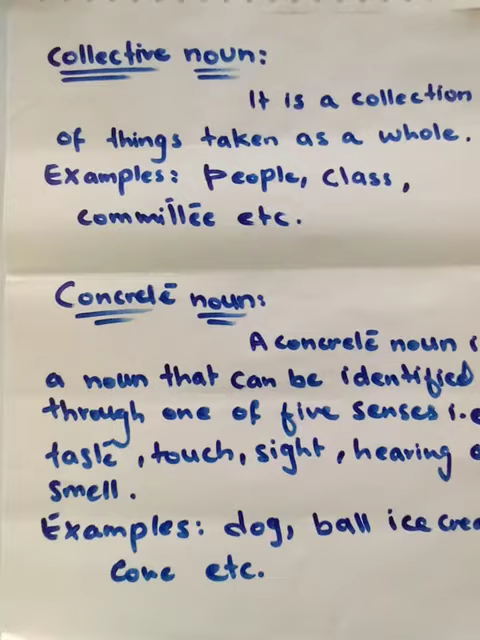 Collective noun:
It is a collection
of things taken as a whole.
Examples: People, Class,
committee etc.
Concrete noun:
A concrete noun i
a noun that can be identified
through one of five senses i.e
taste, touch, sight, hearing o
smell.
Examples: dog, ball ice crea
Cone etc.